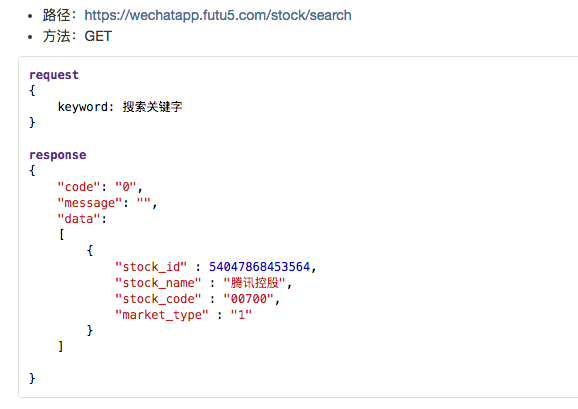 • 路径：https://wechatapp.futu5.com/stock/search
• 方法：GET
request
{
    keyword: 搜索关键字
}
response
{
    "code": "0",
    "message": "",
    "data":
    [
        {
            "stock_id" : 54047868453564,
            "stock_name" : "腾讯控股",
            "stock_code" : "00700",
            "market_type" : "1"
        }
    ]
}